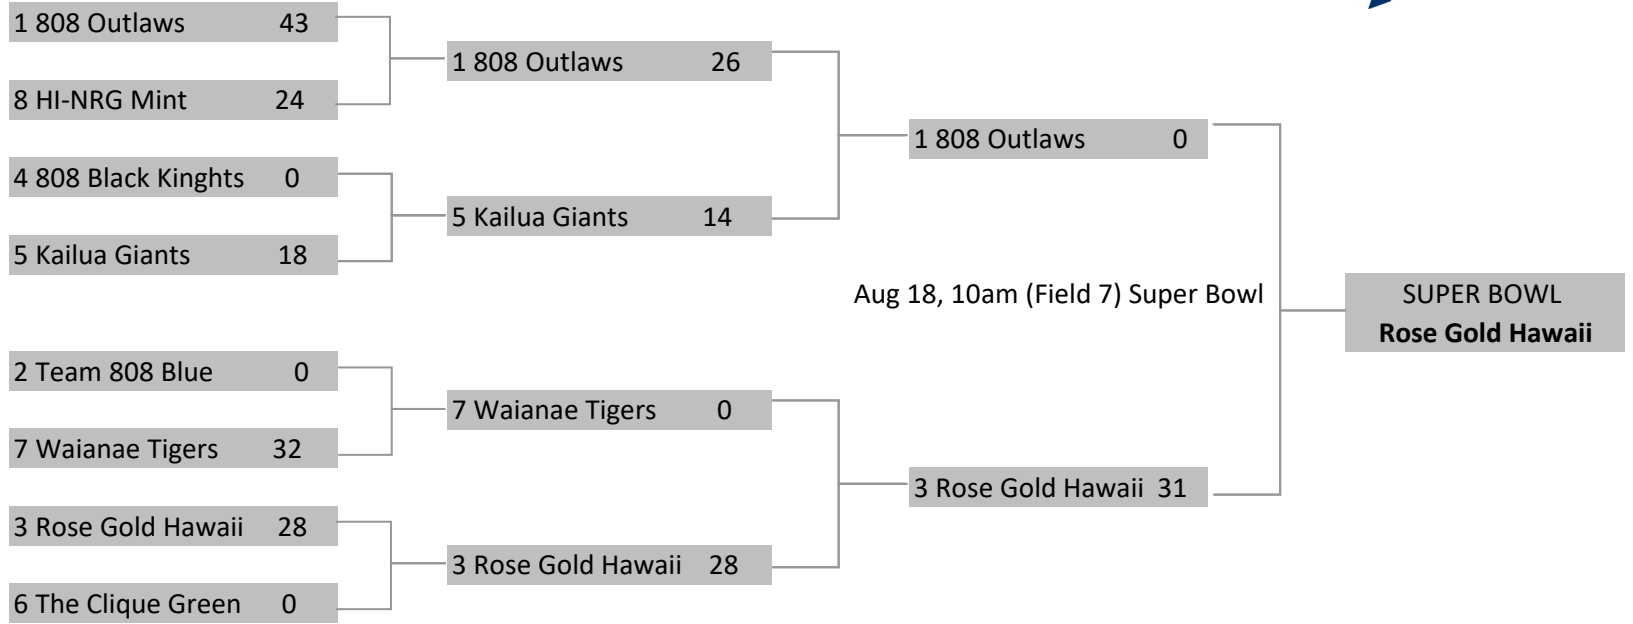 1 808 Outlaws 43
8 HI-NRG Mint 24
4 808 Black Kinghts 0
5 Kailua Giants 18
2 Team 808 Blue 0
7 Waianae Tigers 32
3 Rose Gold Hawaii 28
6 The Clique Green 0
1 808 Outlaws 26
5 Kailua Giants 14
7 Waianae Tigers 0
3 Rose Gold Hawaii 28
1 808 Outlaws 0
Aug 18, 10am (Field 7) Super Bowl
3 Rose Gold Hawaii 31
SUPER BOWL
Rose Gold Hawaii